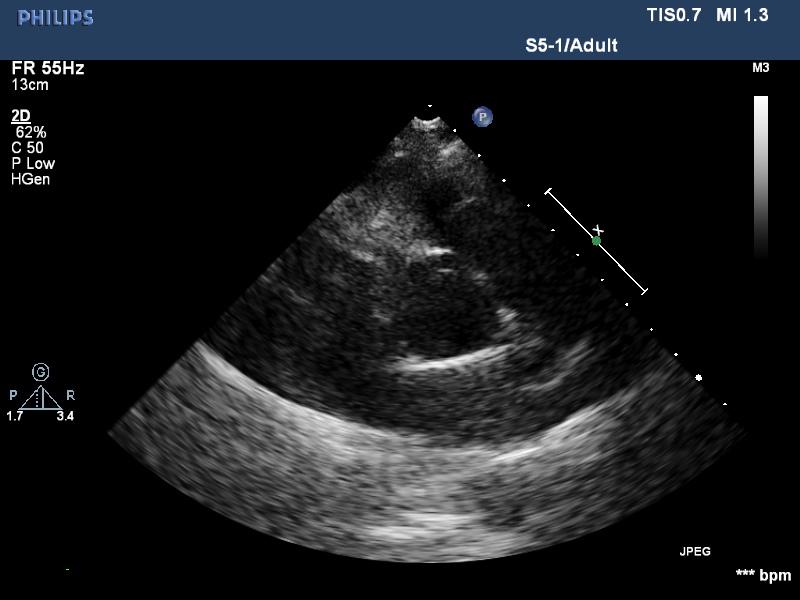 PHILIPS
TIS0.7 MI 1.3
S5-1/Adult
FR 55Hz
13cm
M3
2D
62%
C 50
P Low
HGen
P
G
P R
1.7 3.4
JPEG
*** bpm